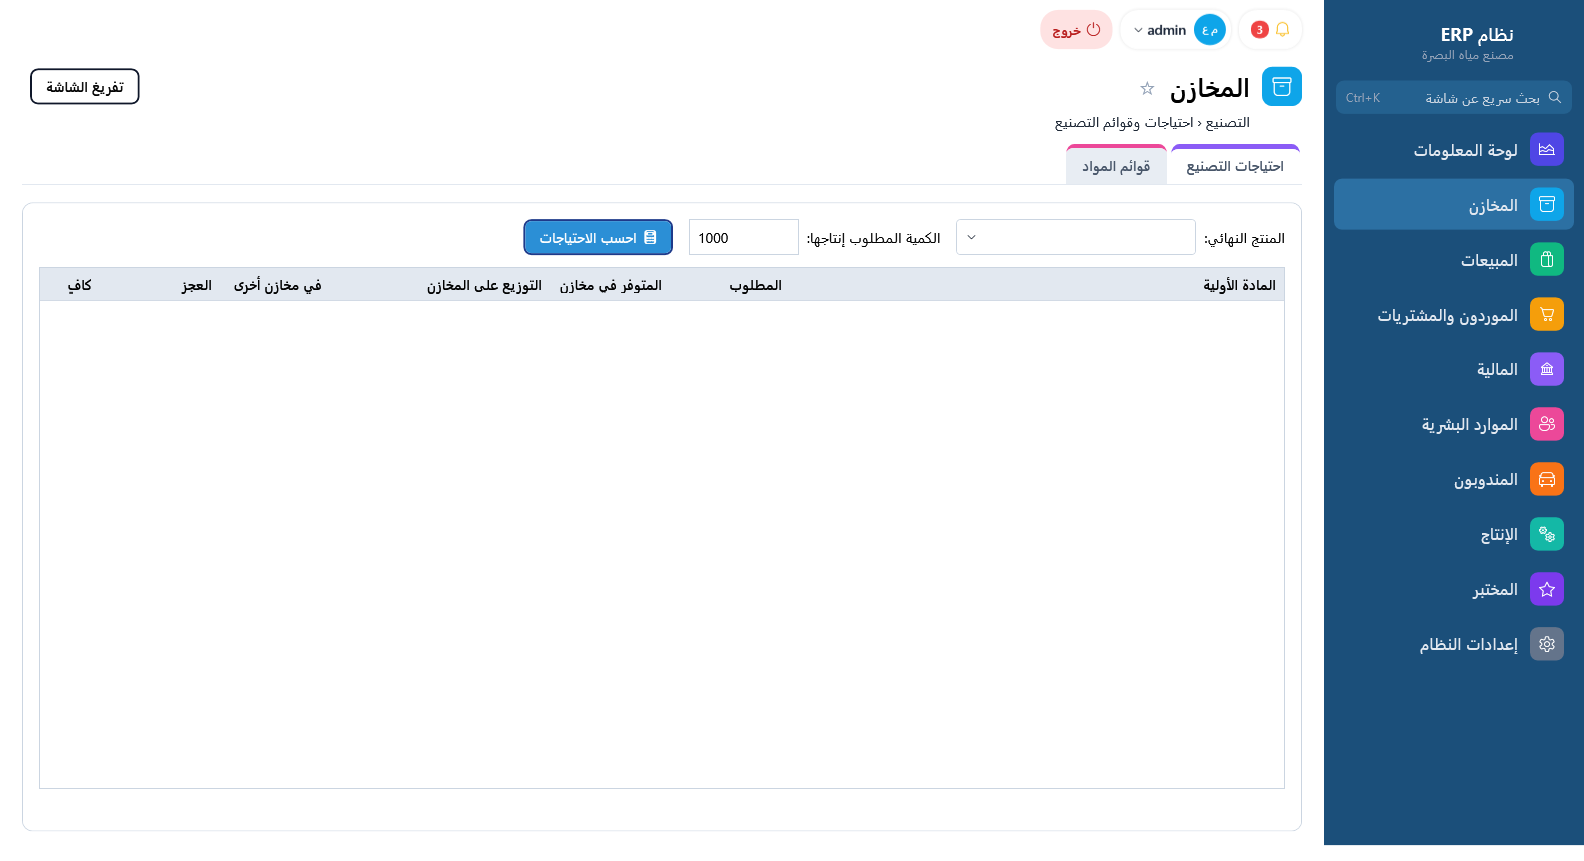 نظام ERP
مصنع مياه البصرة
بحث سريع عن شاشة Ctrl+K
لوحة المعلومات
المخازن
المبيعات
الموردون والمشتريات
المالية
الموارد البشرية
المندوبون
الإنتاج
المختبر
إعدادات النظام
3
م ع admin
خروج
المخازن
تفريغ الشاشة
التصنيع › احتياجات وقوائم التصنيع
احتياجات التصنيع
قوائم المواد
المنتج النهائي:
الكمية المطلوب إنتاجها: 1000
احسب الاحتياجات
المادة الأولية المطلوب المتوفر في مخازن التوزيع على المخازن في مخازن أخرى العجز كافٍ